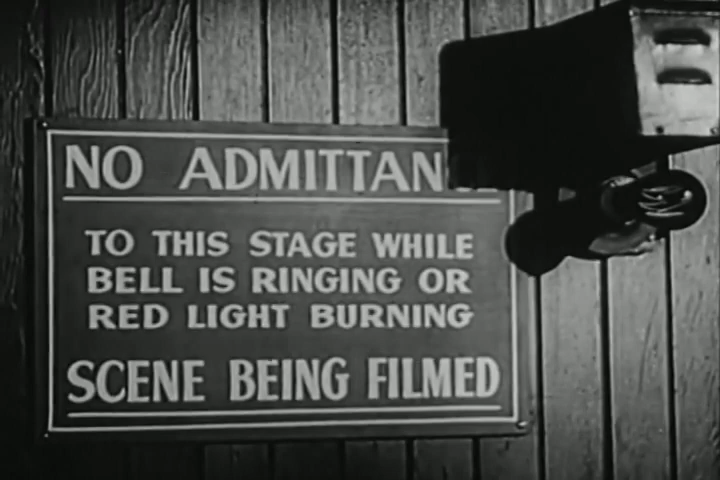 NO ADMITTAN
TO THIS STAGE WHILE
BELL IS RINGING OR
RED LIGHT BURNING
SCENE BEING FILMED